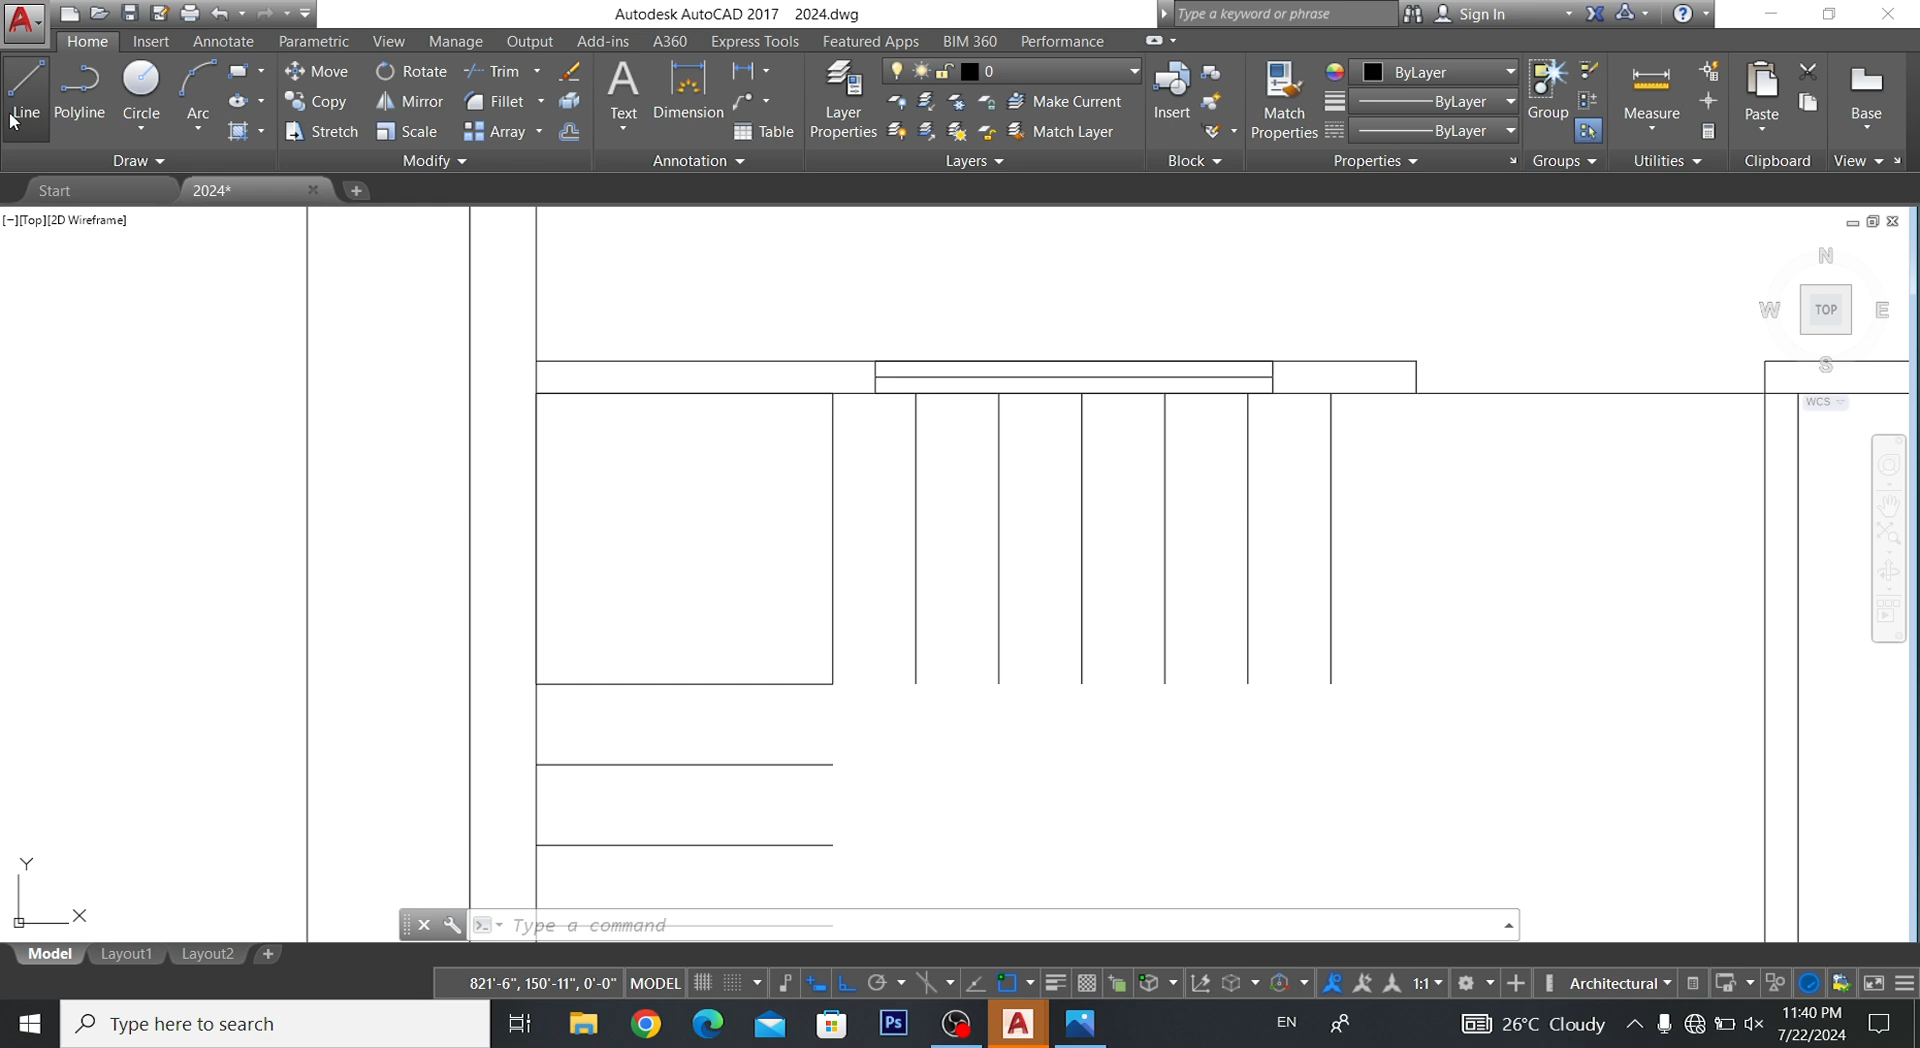 Autodesk AutoCAD 2017 2024.dwg
Type a keyword or phrase
Sign In
Home Insert Annotate Parametric View Manage Output Add-ins A360 Express Tools Featured Apps BIM 360 Performance
Line Polyline Circle Arc
Move Rotate Trim
Copy Mirror Fillet
Stretch Scale Array
Text Dimension Table
Layer Properties
0
Make Current
Match Layer
Insert
Match Properties
ByLayer
ByLayer
ByLayer
Group
Measure
Paste
Base
Draw Modify Annotation Layers Block Properties Groups Utilities Clipboard View
Start 2024*
[−][Top][2D Wireframe]
N
W TOP E
S
WCS
Y
X
Type a command
Model Layout1 Layout2
821'-6", 150'-11", 0'-0" MODEL 1:1 Architectural
Type here to search
Ps
EN
26°C Cloudy
11:40 PM
7/22/2024